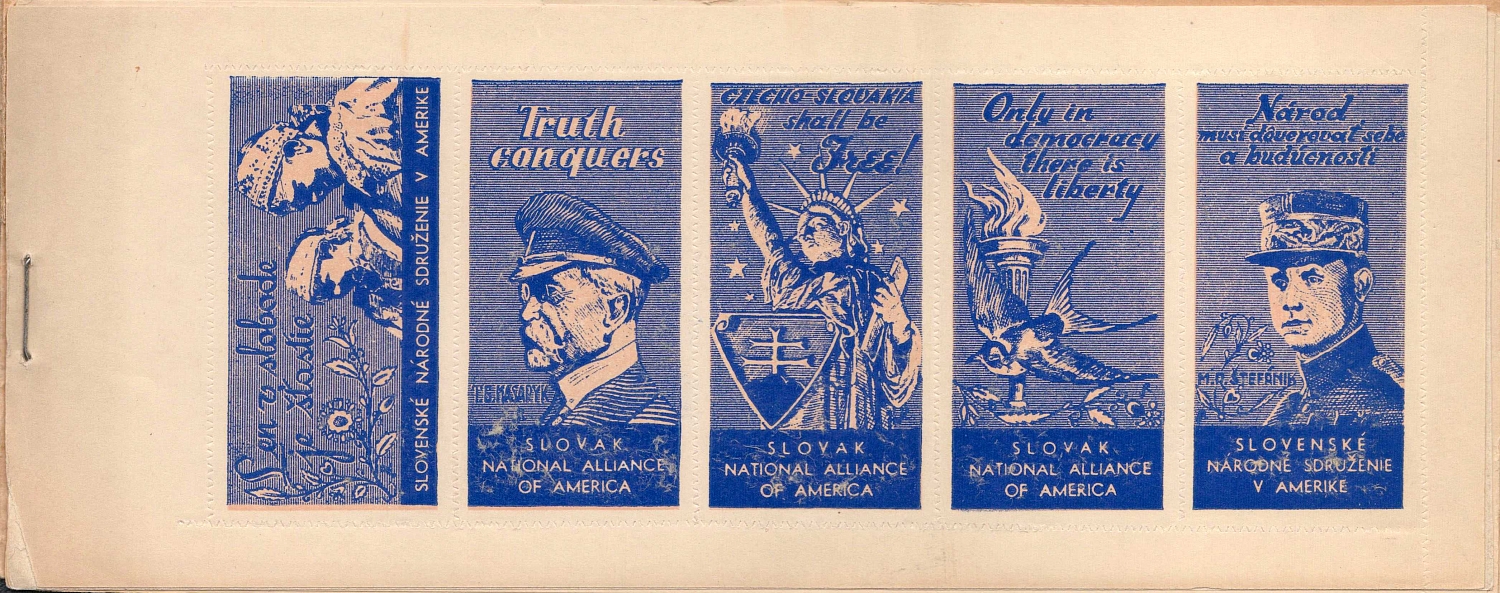 Len v slobode
je šťastie
SLOVENSKÉ NÁRODNÉ SDRUŽENIE V AMERIKE
Truth
conquers
T.G. MASARYK
SLOVAK
NATIONAL ALLIANCE
OF AMERICA
CZECHO-SLOVAKIA
shall be
Free!
SLOVAK
NATIONAL ALLIANCE
OF AMERICA
Only in
democracy
there is
liberty
SLOVAK
NATIONAL ALLIANCE
OF AMERICA
Národ
musí dôverovať sebe
a budúcnosti
M.R. ŠTEFÁNIK
SLOVENSKÉ
NÁRODNÉ SDRUŽENIE
V AMERIKE